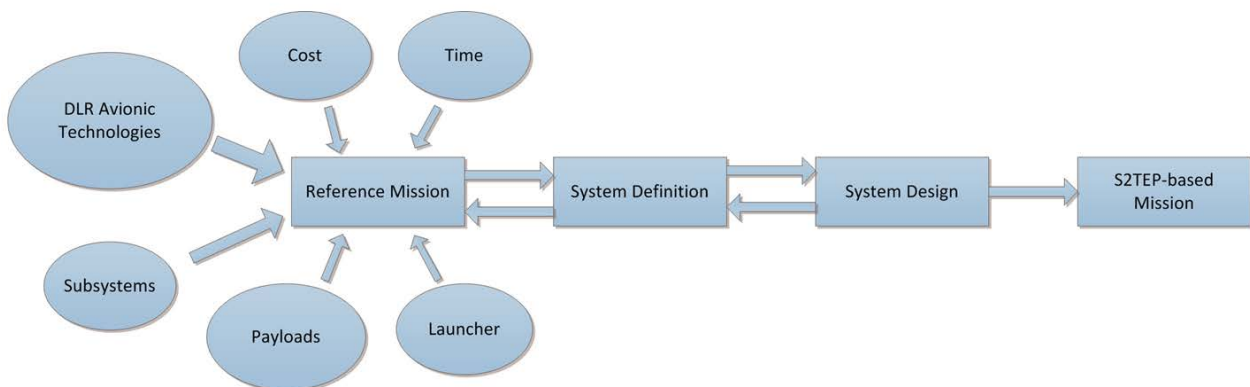 Cost
Time
DLR Avionic
Technologies
Reference Mission
System Definition
System Design
S2TEP-based
Mission
Subsystems
Payloads
Launcher